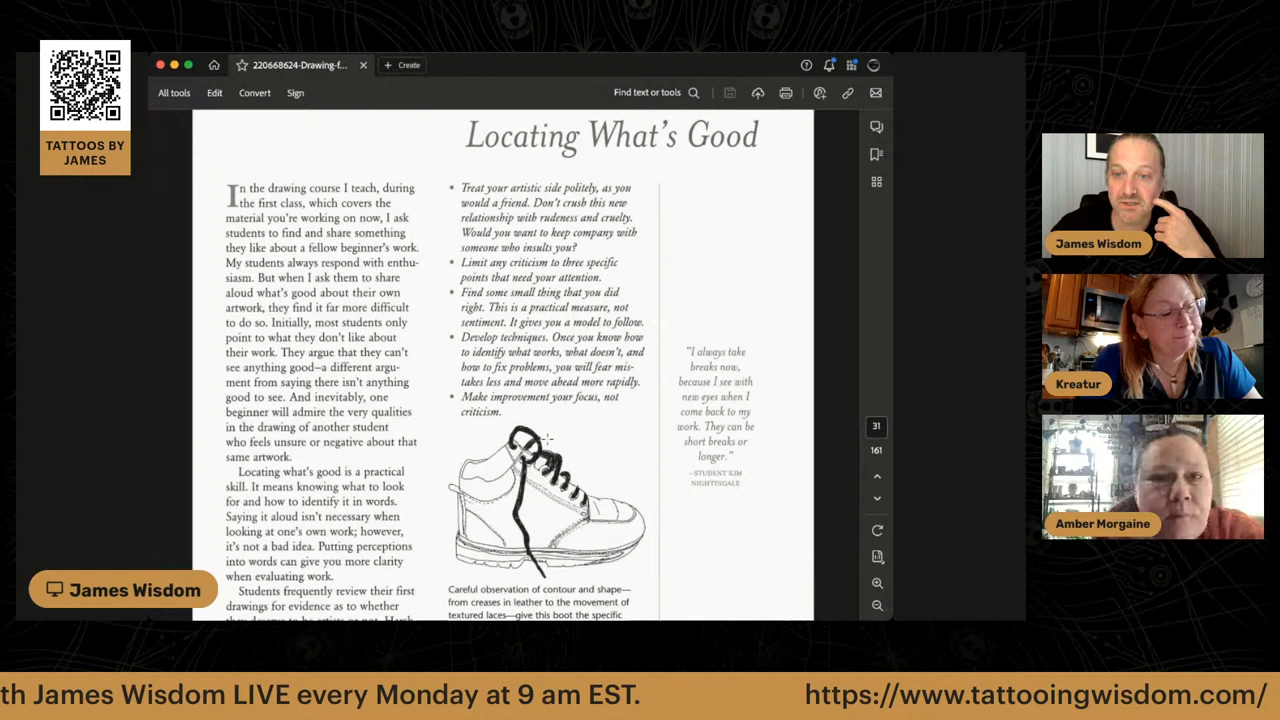 TATTOOS BY
JAMES
220668624-Drawing-f...
Create
All tools
Edit
Convert
Sign
Find text or tools
Locating What's Good
In the drawing course I teach, during
the first class, which covers the
material you're working on now, I ask
students to find and share something
they like about a fellow beginner's work.
My students always respond with enthu-
siasm. But when I ask them to share
aloud what's good about their own
artwork, they find it far more difficult
to do so. Initially, most students only
point to what they don't like about
their work. They argue that they can't
see anything good—a different argu-
ment from saying there isn't anything
good to see. And inevitably, one
beginner will admire the very qualities
in the drawing of another student
who feels unsure or negative about that
same artwork.
Locating what's good is a practical
skill. It means knowing what to look
for and how to identify it in words.
Saying it aloud isn't necessary when
looking at one's own work; however,
it's not a bad idea. Putting perceptions
into words can give you more clarity
when evaluating work.
Students frequently review their first
drawings for evidence as to whether
they deserve to be artists or not. Harsh
• Treat your artistic side politely, as you
would a friend. Don't crush this new
relationship with rudeness and cruelty.
Would you want to keep company with
someone who insults you?
• Limit any criticism to three specific
points that need your attention.
• Find some small thing that you did
right. This is a practical measure, not
sentiment. It gives you a model to follow.
• Develop techniques. Once you know how
to identify what works, what doesn't, and
how to fix problems, you will fear mis-
takes less and move ahead more rapidly.
• Make improvement your focus, not
criticism.
Careful observation of contour and shape—
from creases in leather to the movement of
textured laces—give this boot the specific
"I always take
breaks now,
because I see with
new eyes when I
come back to my
work. They can be
short breaks or
longer."
–STUDENT KIM
NIGHTINGALE
31
161
James Wisdom
Kreatur
Amber Morgaine
James Wisdom
th James Wisdom LIVE every Monday at 9 am EST.
https://www.tattooingwisdom.com/